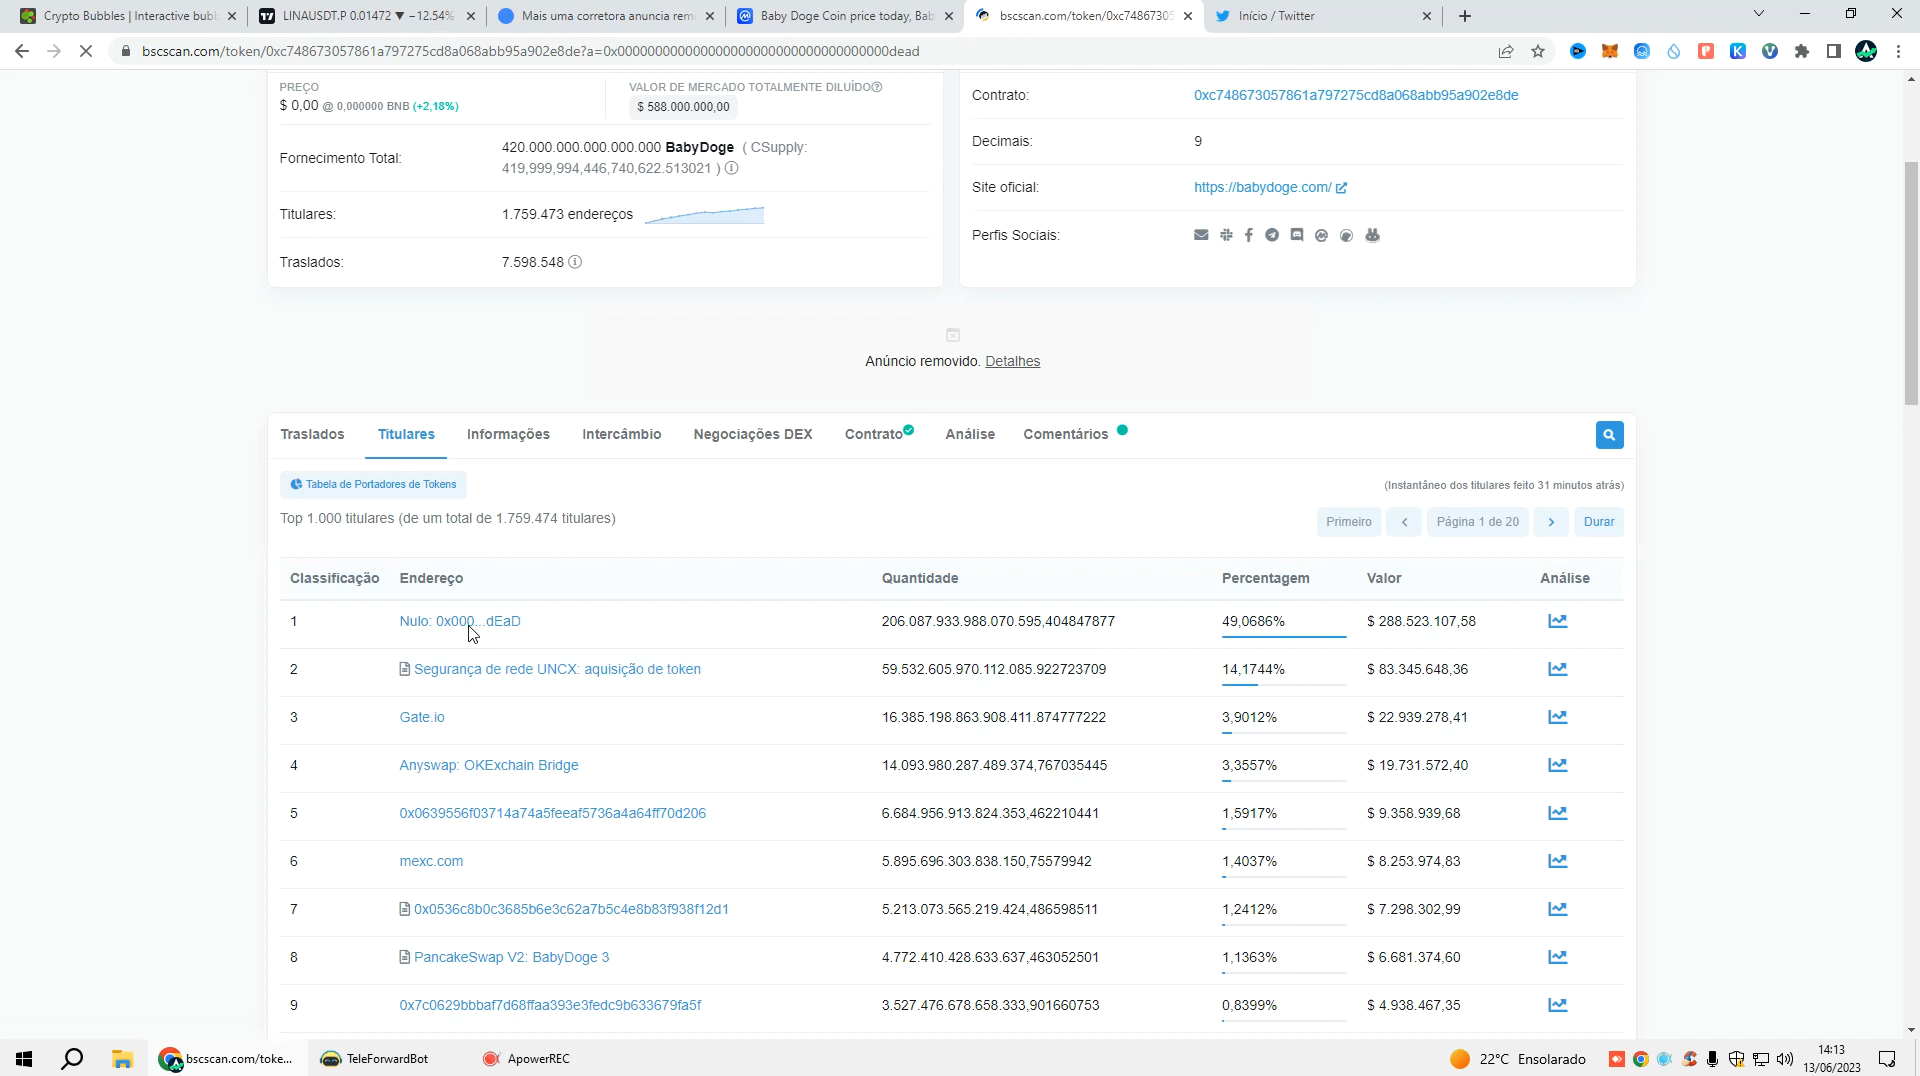 Crypto Bubbles | Interactive bubl
LINAUSDT.P 0.01472 ▼ −12.54%
Mais uma corretora anuncia rem
Baby Doge Coin price today, Bab
bscscan.com/token/0xc74867305
Início / Twitter
bscscan.com/token/0xc748673057861a797275cd8a068abb95a902e8de?a=0x000000000000000000000000000000000000dead
PREÇO
$ 0,00 @ 0,000000 BNB (+2,18%)
VALOR DE MERCADO TOTALMENTE DILUÍDO
$ 588.000.000,00
Fornecimento Total:
420.000.000.000.000.000 BabyDoge ( CSupply:
419,999,994,446,740,622.513021 )
Titulares:
1.759.473 endereços
Traslados:
7.598.548
Contrato:
0xc748673057861a797275cd8a068abb95a902e8de
Decimais:
9
Site oficial:
https://babydoge.com/
Perfis Sociais:
Anúncio removido. Detalhes
Traslados Titulares Informações Intercâmbio Negociações DEX Contrato Análise Comentários
Tabela de Portadores de Tokens
(Instantâneo dos titulares feito 31 minutos atrás)
Top 1.000 titulares (de um total de 1.759.474 titulares)
Primeiro Página 1 de 20 Durar
Classificação Endereço Quantidade Percentagem Valor Análise
1 Nulo: 0x000...dEaD 206.087.933.988.070.595,404847877 49,0686% $ 288.523.107,58
2 Segurança de rede UNCX: aquisição de token 59.532.605.970.112.085.922723709 14,1744% $ 83.345.648,36
3 Gate.io 16.385.198.863.908.411.874777222 3,9012% $ 22.939.278,41
4 Anyswap: OKExchain Bridge 14.093.980.287.489.374,767035445 3,3557% $ 19.731.572,40
5 0x0639556f03714a74a5feeaf5736a4a64ff70d206 6.684.956.913.824.353,462210441 1,5917% $ 9.358.939,68
6 mexc.com 5.895.696.303.838.150,75579942 1,4037% $ 8.253.974,83
7 0x0536c8b0c3685b6e3c62a7b5c4e8b83f938f12d1 5.213.073.565.219.424,486598511 1,2412% $ 7.298.302,99
8 PancakeSwap V2: BabyDoge 3 4.772.410.428.633.637,463052501 1,1363% $ 6.681.374,60
9 0x7c0629bbbaf7d68ffaa393e3fedc9b633679fa5f 3.527.476.678.658.333,901660753 0,8399% $ 4.938.467,35
bscscan.com/toke...
TeleForwardBot
ApowerREC
22°C Ensolarado
14:13
13/06/2023